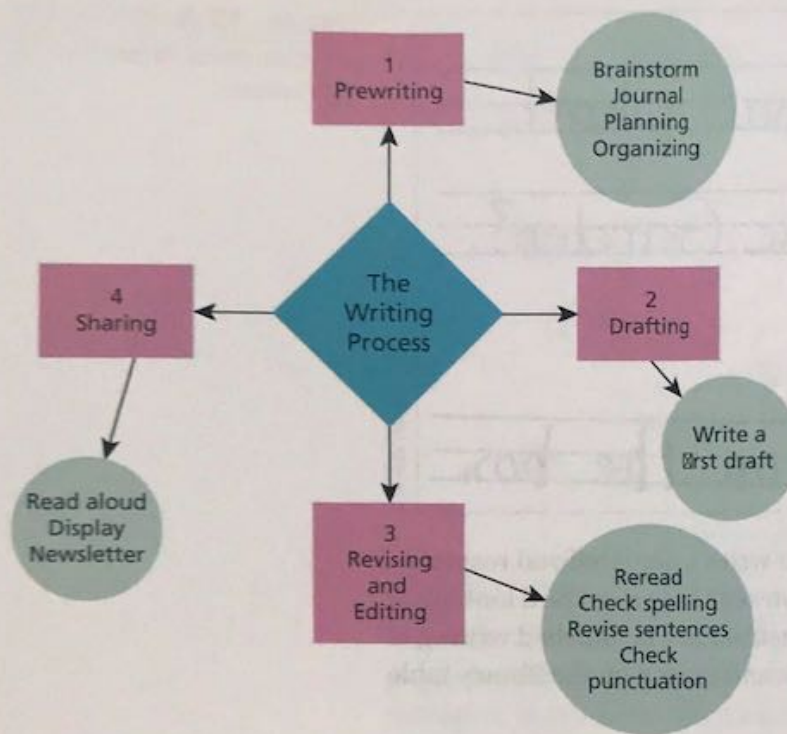 1
Prewriting
Brainstorm
Journal
Planning
Organizing
The
Writing
Process
2
Drafting
Write a
rst draft
3
Revising
and
Editing
Reread
Check spelling
Revise sentences
Check
punctuation
4
Sharing
Read aloud
Display
Newsletter